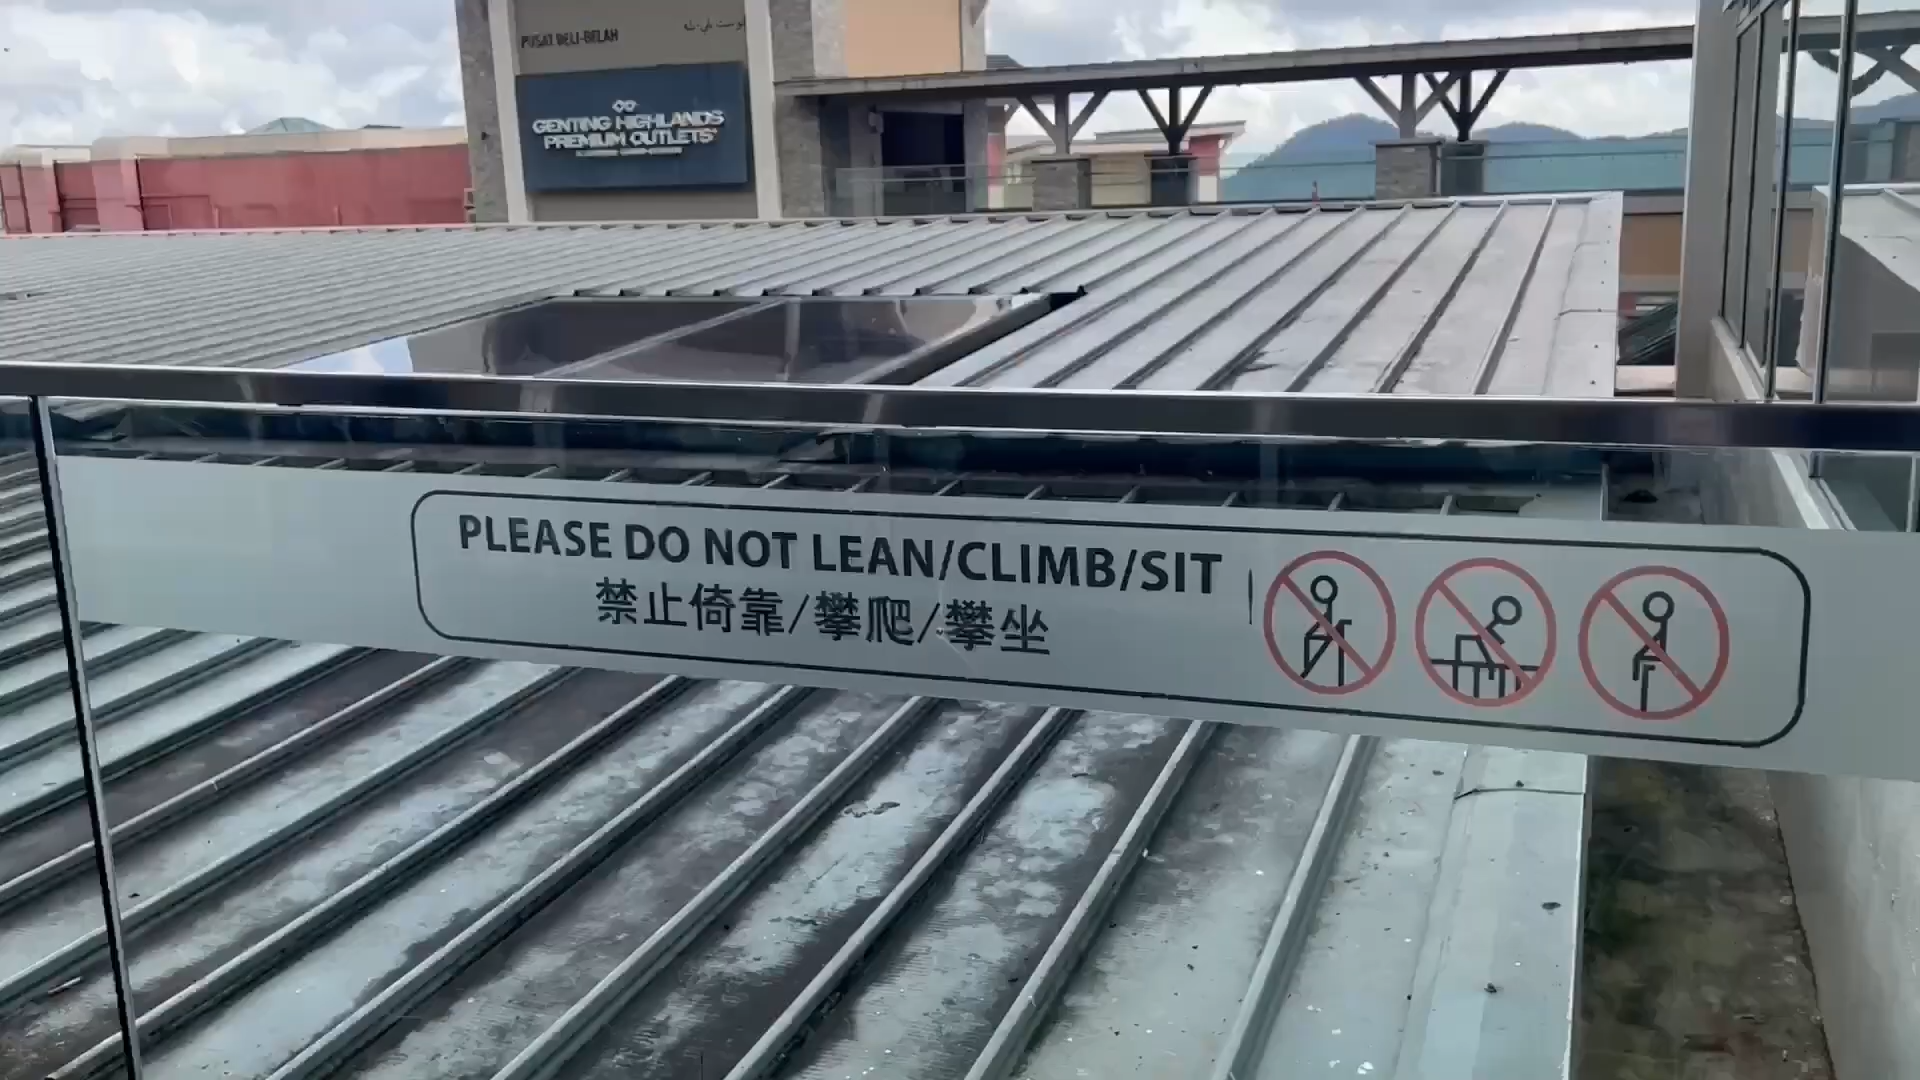 PUSAT BELI-BELAH
GENTING HIGHLANDS
PREMIUM OUTLETS
PLEASE DO NOT LEAN/CLIMB/SIT
禁止倚靠/攀爬/攀坐